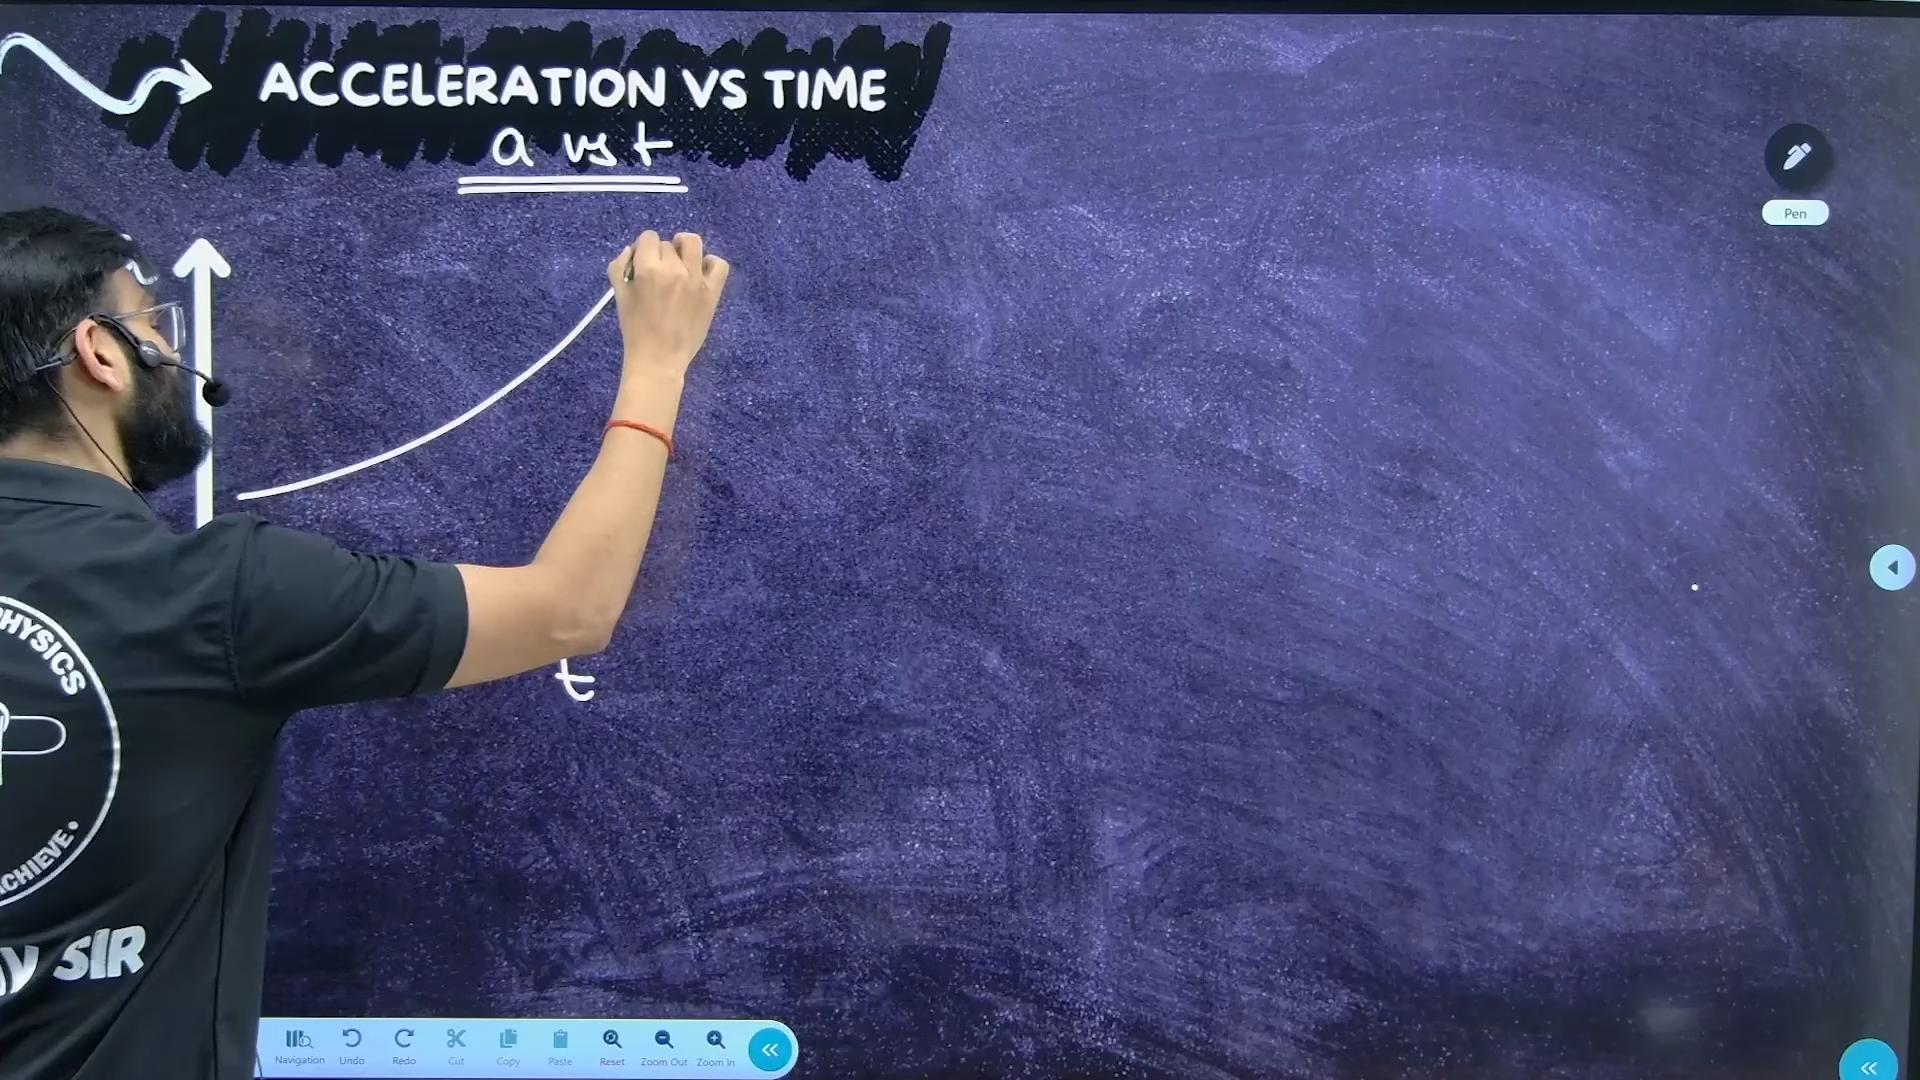 ACCELERATION VS TIME
a vs t
Pen
t
PHYSICS
ACHIEVE •
SIR
Navigation Undo Redo Cut Copy Paste Reset Zoom Out Zoom In